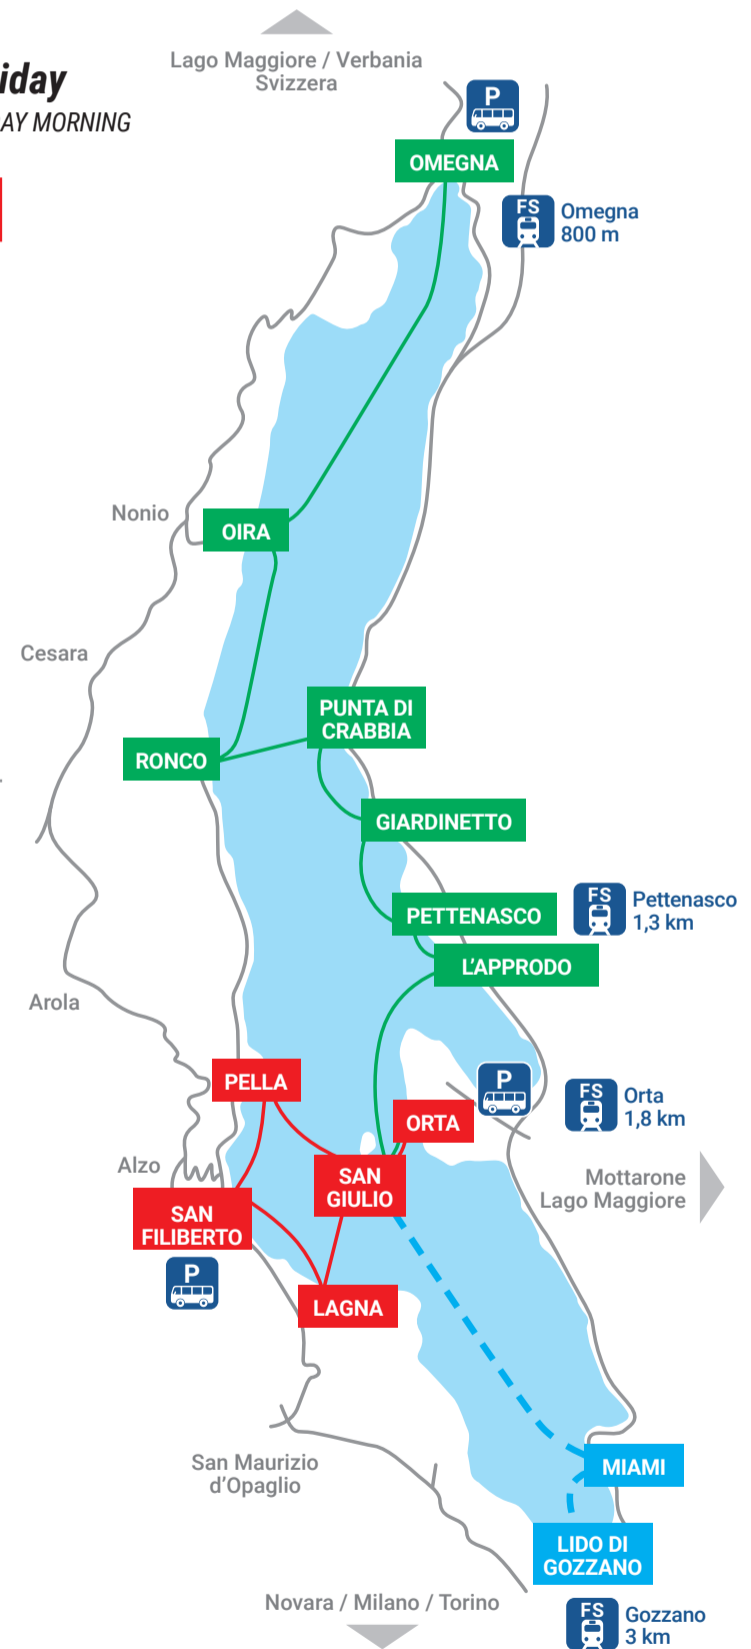 Lago Maggiore / Verbania
Svizzera
iday
AY MORNING
P
OMEGNA
FS
Omegna
800 m
Nonio
OIRA
Cesara
PUNTA DI
CRABBIA
RONCO
GIARDINETTO
FS
Pettenasco
1,3 km
PETTENASCO
L'APPRODO
Arola
PELLA
P
FS
Orta
1,8 km
ORTA
Alzo
SAN
GIULIO
Mottarone
Lago Maggiore
SAN
FILIBERTO
P
LAGNA
San Maurizio
d'Opaglio
MIAMI
LIDO DI
GOZZANO
Novara / Milano / Torino
FS
Gozzano
3 km